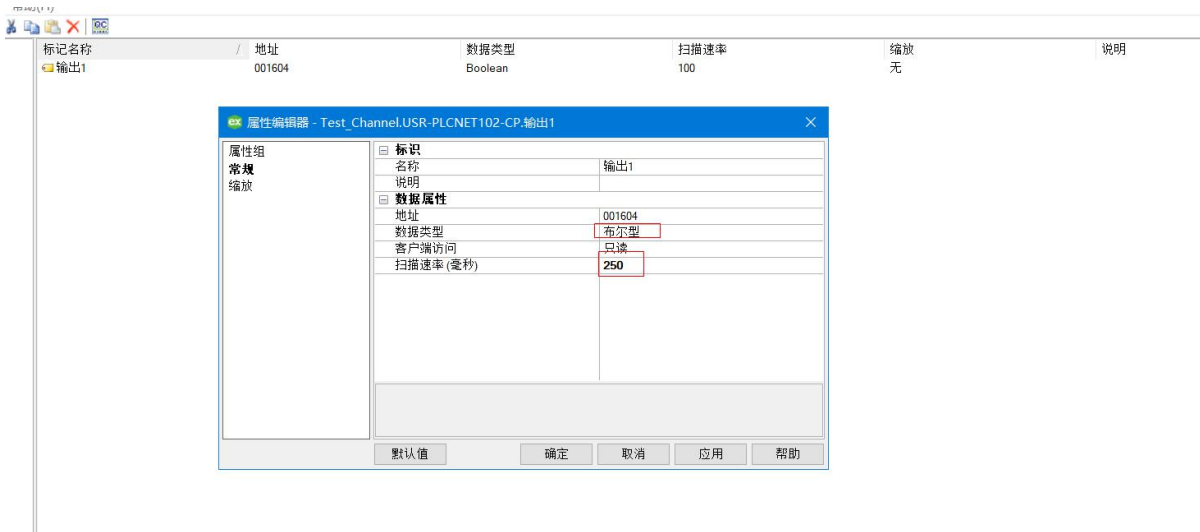 帮助(H)
QC
标记名称 / 地址 数据类型 扫描速率 缩放 说明
输出1 001604 Boolean 100 无
ex 属性编辑器 - Test_Channel.USR-PLCNET102-CP.输出1
属性组
常规
缩放
标识
名称 输出1
说明
数据属性
地址 001604
数据类型 布尔型
客户端访问 只读
扫描速率 (毫秒) 250
默认值 确定 取消 应用 帮助